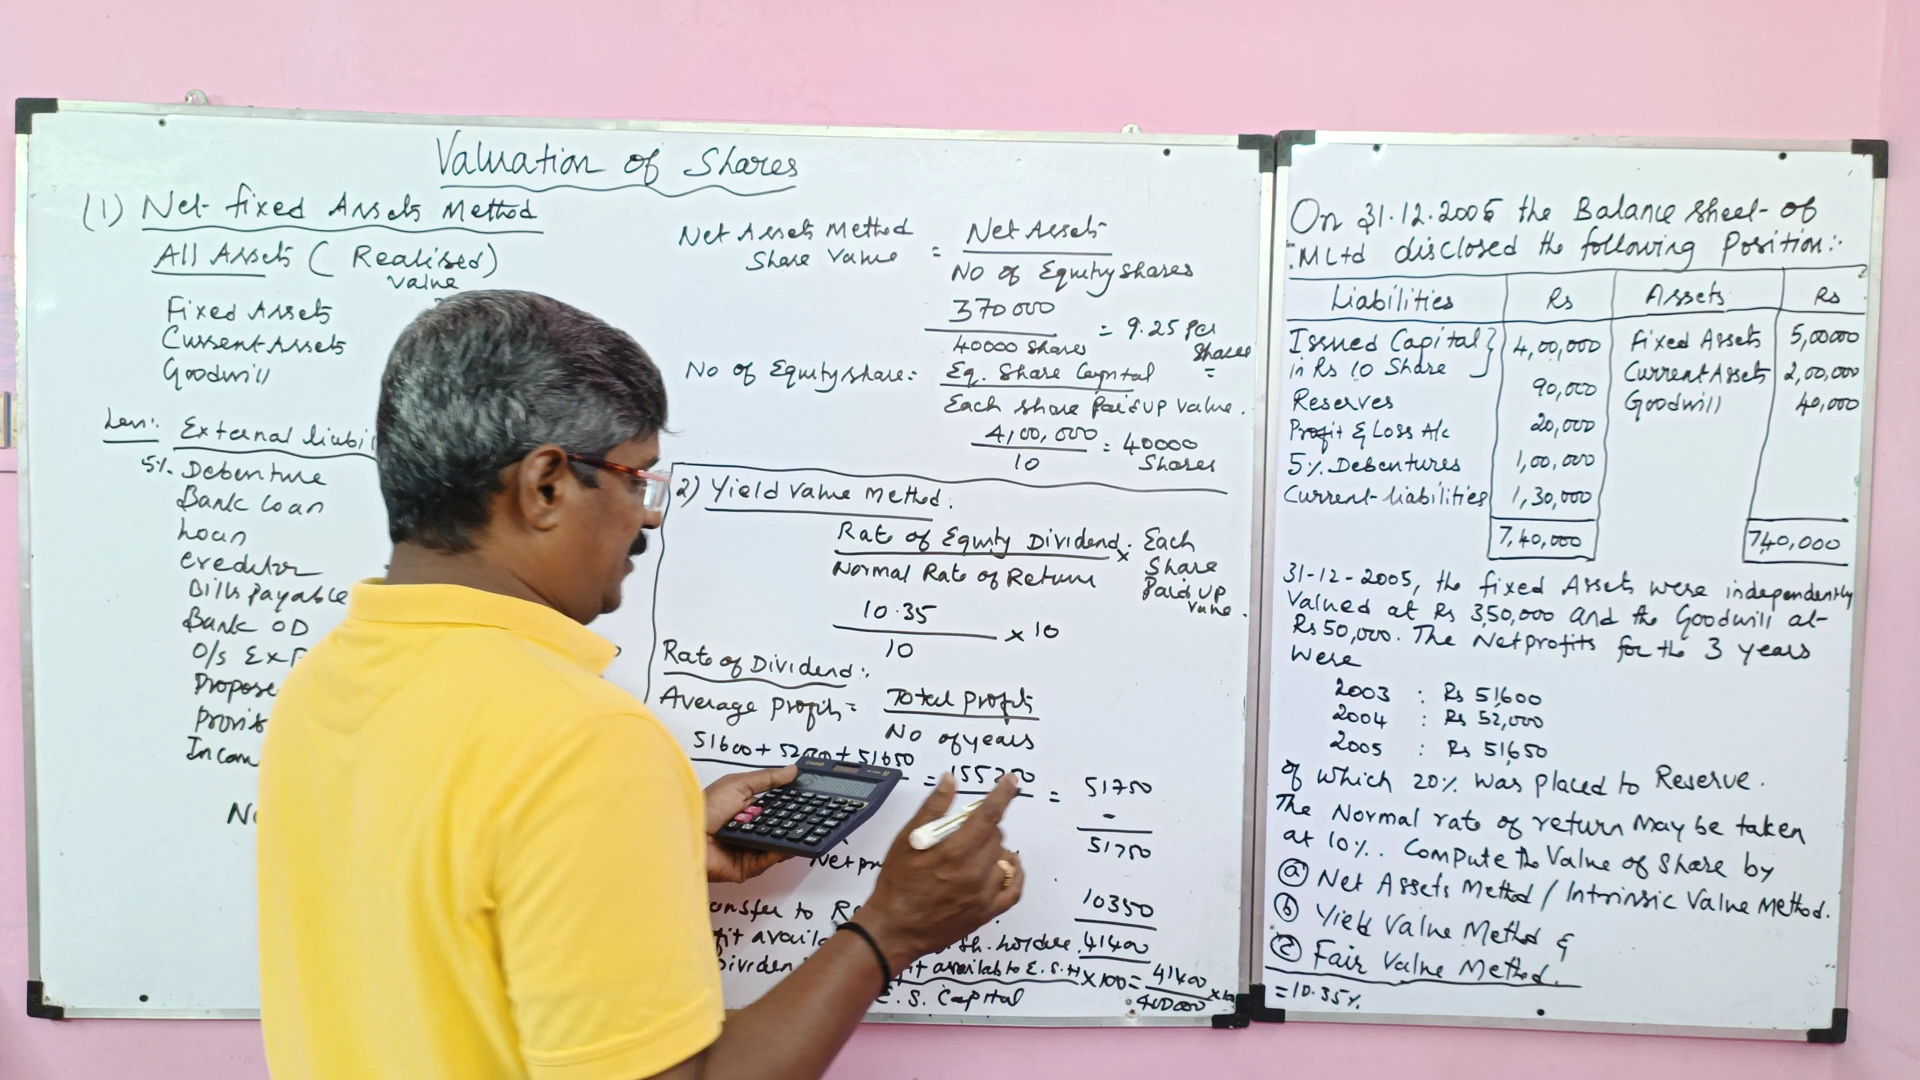 Valuation of Shares
(1) Net fixed Assets Method
All Assets ( Realised)
value
Fixed Assets
Current Assets
Goodwill
Less:- External
5% Debenture
Bank loan
Loan
creditor
Bills payable
Bank OD
O/s
Net Assets Method
Share Value
= Net Assets
No of Equity shares
370000
40000 Shares
= 9.25 per
Shares
No of Equity share: Eq. Share Capital
Each share Paid up value.
4,00,000
10
= 40000
Shares
2) Yield value method:
Rate of Equity Dividend
Normal Rate of Return
x Each
Share
Paid up
value.
10.35
10
x 10
Rate of Dividend:-
Average Profit = Total Profit
No of years
51600 + 52000 + 51650
= 155250
= 51750
-
51750
10350
41400
x100 = 41400
400000
E.S. Capital
On 31.12.2005 the Balance Sheet of
M Ltd disclosed the following Position:-
Liabilities Rs Assets Rs
Issued Capital } 4,00,000 Fixed Assets 5,00000
in Rs 10 Share Current Assets 2,00,000
Reserves 90,000 Goodwill 40,000
Profit & Loss A/c 20,000
5% Debentures 1,00,000
Current liabilities 1,30,000
7,40,000 740,000
31-12-2005, the fixed Assets were independently
Valued at Rs 3,50,000 and the Goodwill at
Rs 50,000. The Net profits for the 3 years
were
2003 : Rs 51,600
2004 : Rs 52,000
2005 : Rs 51,650
of which 20% was placed to Reserve.
The Normal rate of return may be taken
at 10%. Compute the Value of Share by
(a) Net Assets Method / Intrinsic Value Method.
(b) Yield Value Method &
(c) Fair Value Method.
= 10.35%